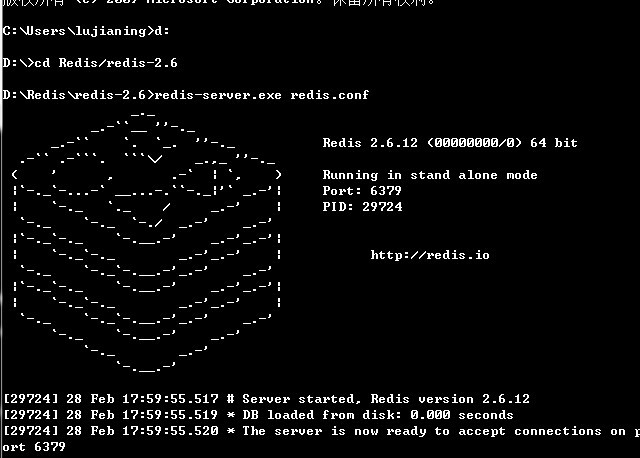 版权所有 (c) 2009 Microsoft Corporation。保留所有权利。
C:\Users\lujianing>d:
D:\>cd Redis/redis-2.6
D:\Redis\redis-2.6>redis-server.exe redis.conf
Redis 2.6.12 (00000000/0) 64 bit
Running in stand alone mode
Port: 6379
PID: 29724
http://redis.io
[29724] 28 Feb 17:59:55.517 # Server started, Redis version 2.6.12
[29724] 28 Feb 17:59:55.519 * DB loaded from disk: 0.000 seconds
[29724] 28 Feb 17:59:55.520 * The server is now ready to accept connections on p
ort 6379